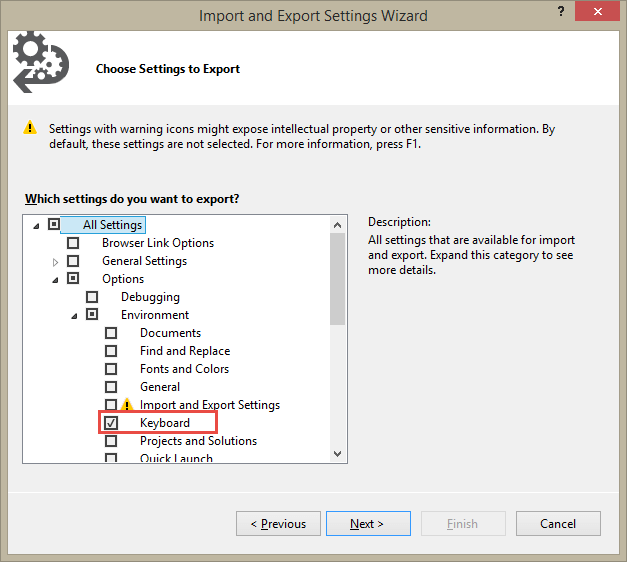 Import and Export Settings Wizard
?
Choose Settings to Export
Settings with warning icons might expose intellectual property or other sensitive information. By
default, these settings are not selected. For more information, press F1.
Which settings do you want to export?
All Settings
Browser Link Options
General Settings
Options
Debugging
Environment
Documents
Find and Replace
Fonts and Colors
General
Import and Export Settings
Keyboard
Projects and Solutions
Quick Launch
Description:
All settings that are available for import
and export. Expand this category to see
more details.
< Previous
Next >
Finish
Cancel